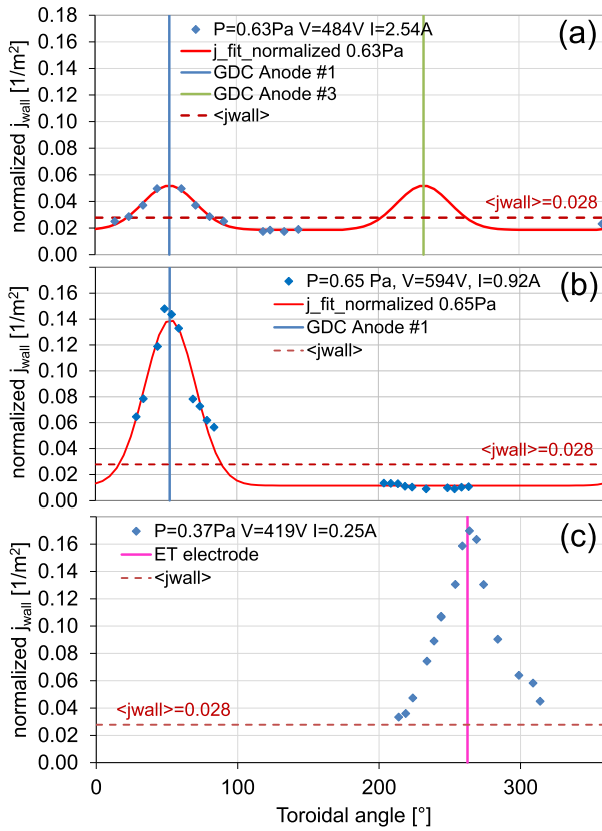 0.18
0.16
0.14
0.12
0.10
0.08
0.06
0.04
0.02
0.00
normalized j_wall [1/m²]
P=0.63Pa V=484V I=2.54A
j_fit_normalized 0.63Pa
GDC Anode #1
GDC Anode #3
<jwall>
(a)
<jwall>=0.028
0.16
0.14
0.12
0.10
0.08
0.06
0.04
0.02
0.00
normalized j_wall [1/m²]
P=0.65 Pa, V=594V, I=0.92A
j_fit_normalized 0.65Pa
GDC Anode #1
<jwall>
(b)
<jwall>=0.028
0.16
0.14
0.12
0.10
0.08
0.06
0.04
0.02
0.00
normalized j_wall [1/m²]
P=0.37Pa V=419V I=0.25A
ET electrode
<jwall>
(c)
<jwall>=0.028
0 100 200 300
Toroidal angle [°]